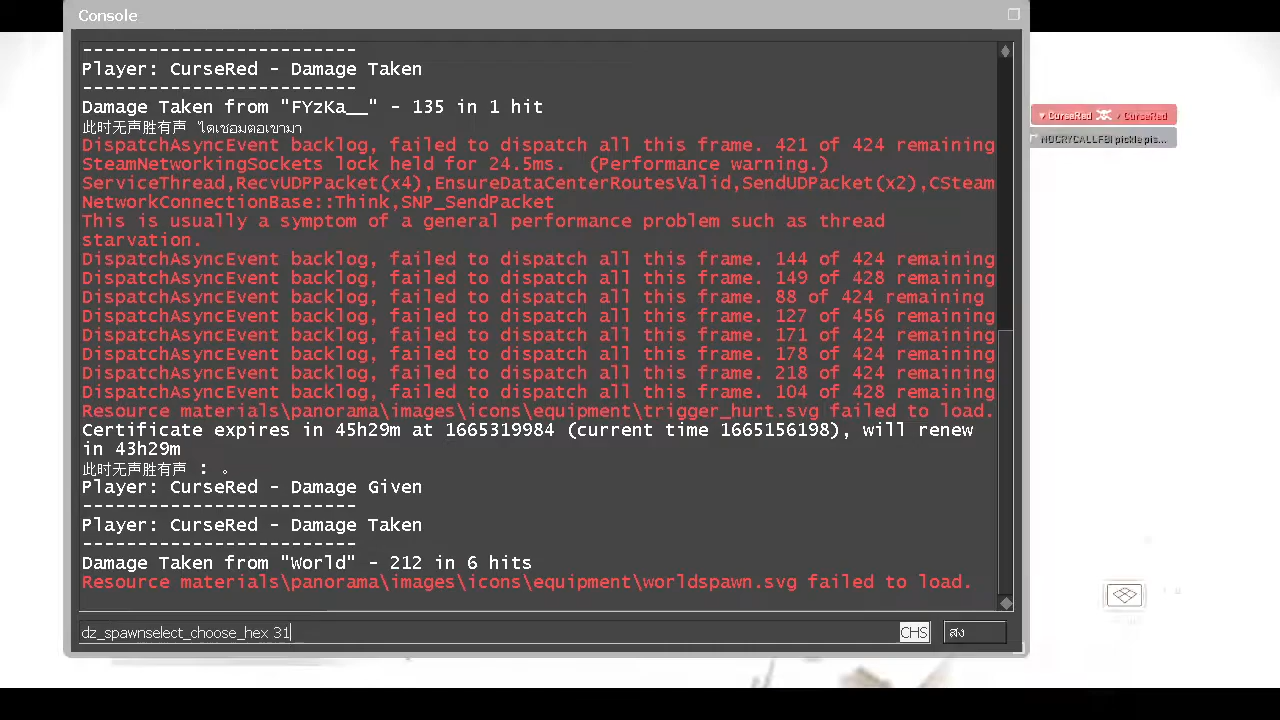 Console
-------------------------
Player: CurseRed - Damage Taken
-------------------------
Damage Taken from "FYzKa__" - 135 in 1 hit
此时无声胜有声 ไดเชอมตอเขามา
DispatchAsyncEvent backlog, failed to dispatch all this frame. 421 of 424 remaining
SteamNetworkingSockets lock held for 24.5ms.  (Performance warning.)
ServiceThread,RecvUDPPacket(x4),EnsureDataCenterRoutesValid,SendUDPacket(x2),CSteam
NetworkConnectionBase::Think,SNP_SendPacket
This is usually a symptom of a general performance problem such as thread
starvation.
DispatchAsyncEvent backlog, failed to dispatch all this frame. 144 of 424 remaining
DispatchAsyncEvent backlog, failed to dispatch all this frame. 149 of 428 remaining
DispatchAsyncEvent backlog, failed to dispatch all this frame. 88 of 424 remaining
DispatchAsyncEvent backlog, failed to dispatch all this frame. 127 of 456 remaining
DispatchAsyncEvent backlog, failed to dispatch all this frame. 171 of 424 remaining
DispatchAsyncEvent backlog, failed to dispatch all this frame. 178 of 424 remaining
DispatchAsyncEvent backlog, failed to dispatch all this frame. 218 of 424 remaining
DispatchAsyncEvent backlog, failed to dispatch all this frame. 104 of 428 remaining
Resource materials\panorama\images\icons\equipment\trigger_hurt.svg failed to load.
Certificate expires in 45h29m at 1665319984 (current time 1665156198), will renew
in 43h29m
此时无声胜有声 : 。
Player: CurseRed - Damage Given
-------------------------
Player: CurseRed - Damage Taken
-------------------------
Damage Taken from "World" - 212 in 6 hits
Resource materials\panorama\images\icons\equipment\worldspawn.svg failed to load.
dz_spawnselect_choose_hex 31
CHS
สง
CurseRed CurseRed
pickle pis...